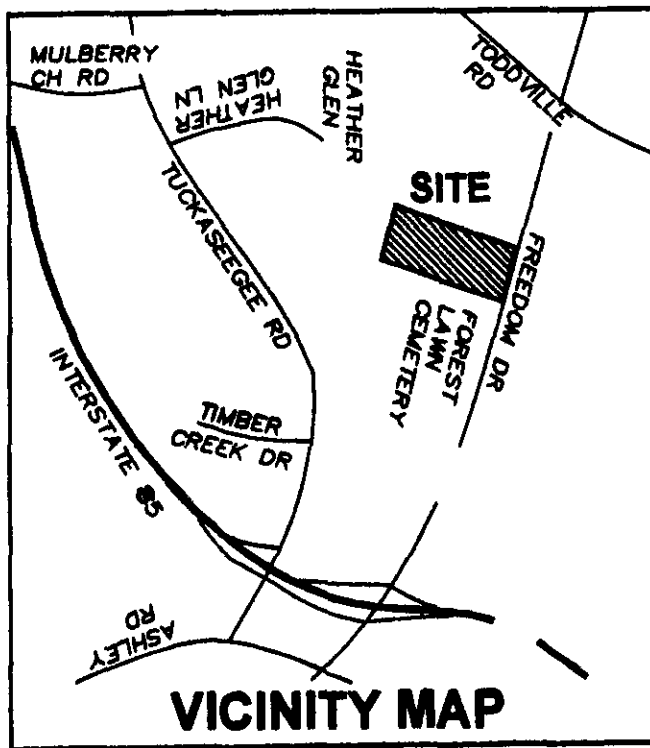 MULBERRY
CH RD
HEATHER
GLEN LN
HEATHER
GLEN
TODDVILLE
RD
TUCKASEEGEE RD
SITE
FREEDOM DR
FOREST
LAWN
CEMETERY
INTERSTATE 85
TIMBER
CREEK DR
ASHLEY
RD
VICINITY MAP